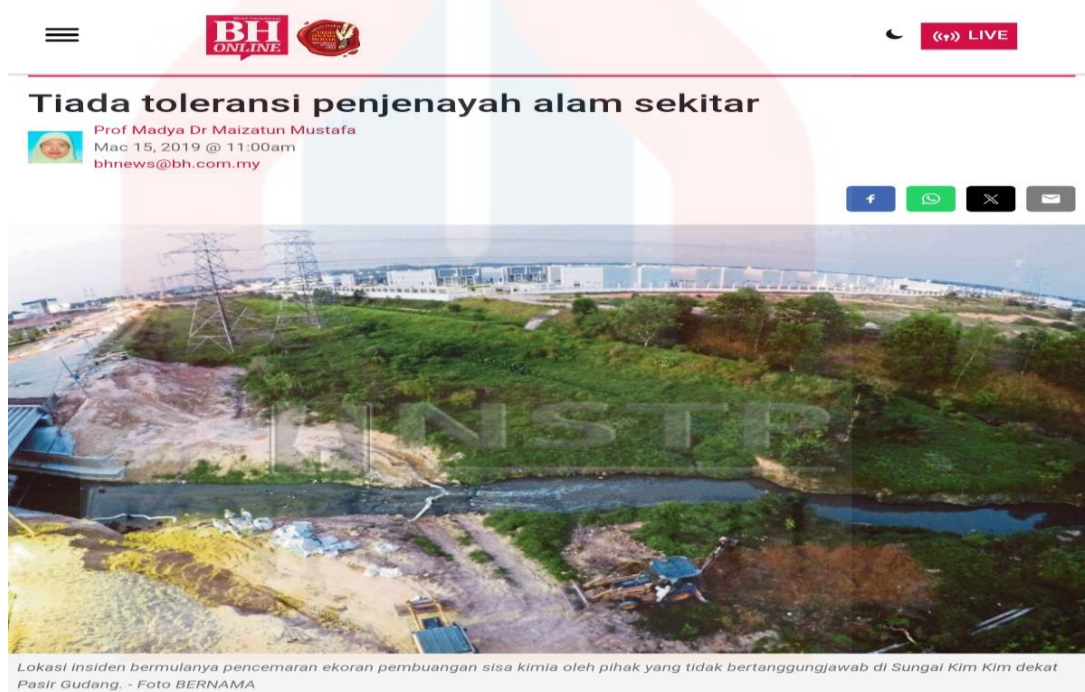 BH
ONLINE
LIVE
Tiada toleransi penjenayah alam sekitar
Prof Madya Dr Maizatun Mustafa
Mac 15, 2019 @ 11:00am
bhnews@bh.com.my
NSTP
Lokasi insiden bermulanya pencemaran ekoran pembuangan sisa kimia oleh pihak yang tidak bertanggungjawab di Sungai Kim Kim dekat
Pasir Gudang. - Foto BERNAMA